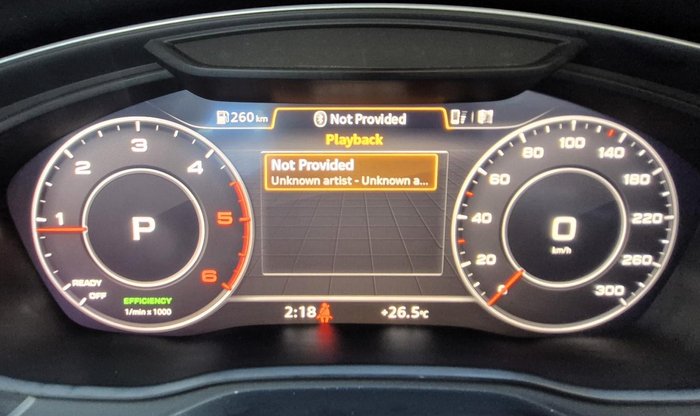 260 km
Not Provided
Playback
Not Provided
Unknown artist - Unknown a...
1
2
3
4
5
6
READY
OFF
EFFICIENCY
1/min x 1000
P
0
20
40
60
80
100
140
180
220
260
300
0
km/h
2:18
+26.5°C